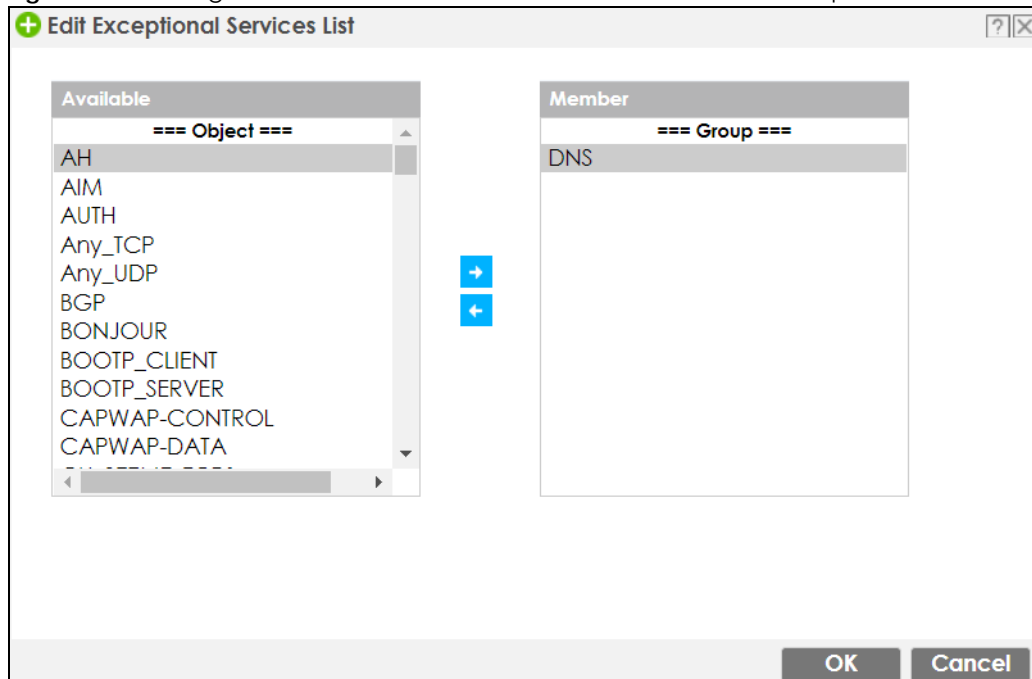 Edit Exceptional Services List
?
Available
=== Object ===
AH
AIM
AUTH
Any_TCP
Any_UDP
BGP
BONJOUR
BOOTP_CLIENT
BOOTP_SERVER
CAPWAP-CONTROL
CAPWAP-DATA
Member
=== Group ===
DNS
OK
Cancel